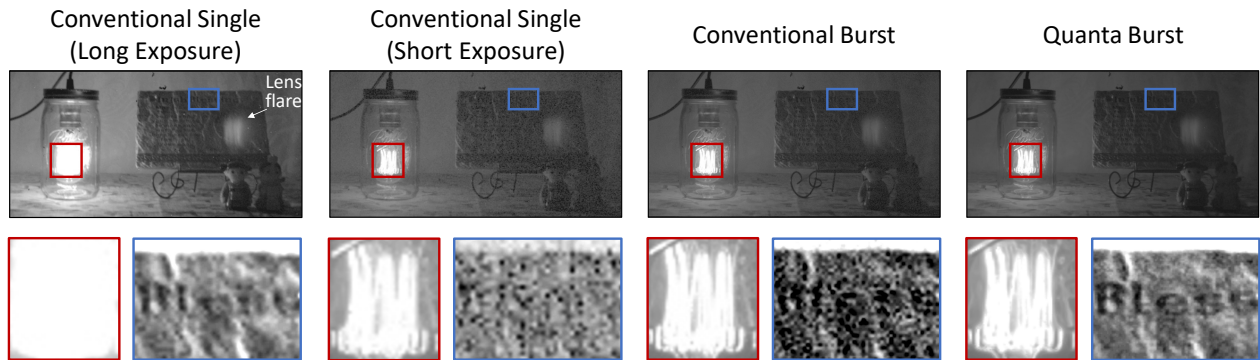 Conventional Single
(Long Exposure)
Conventional Single
(Short Exposure)
Conventional Burst
Quanta Burst
Lens
flare